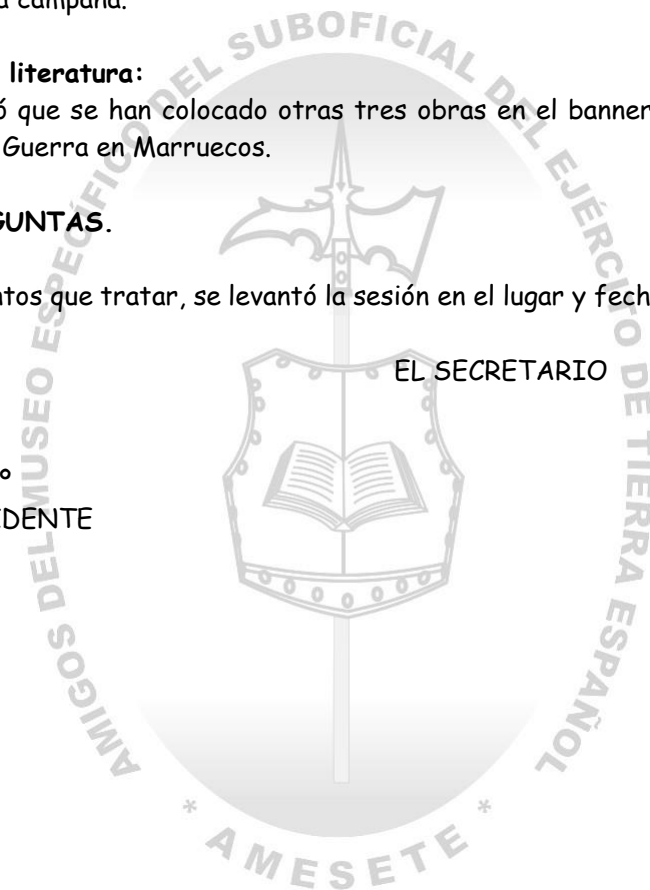 a campaña.
literatura:
ó que se han colocado otras tres obras en el banner
Guerra en Marruecos.
GUNTAS.
ntos que tratar, se levantó la sesión en el lugar y fech
EL SECRETARIO
º
EDENTE
AMIGOS DEL MUSEO ESPECÍFICO DEL SUBOFICIAL DEL EJÉRCITO DE TIERRA ESPAÑOL
* AMESETE *